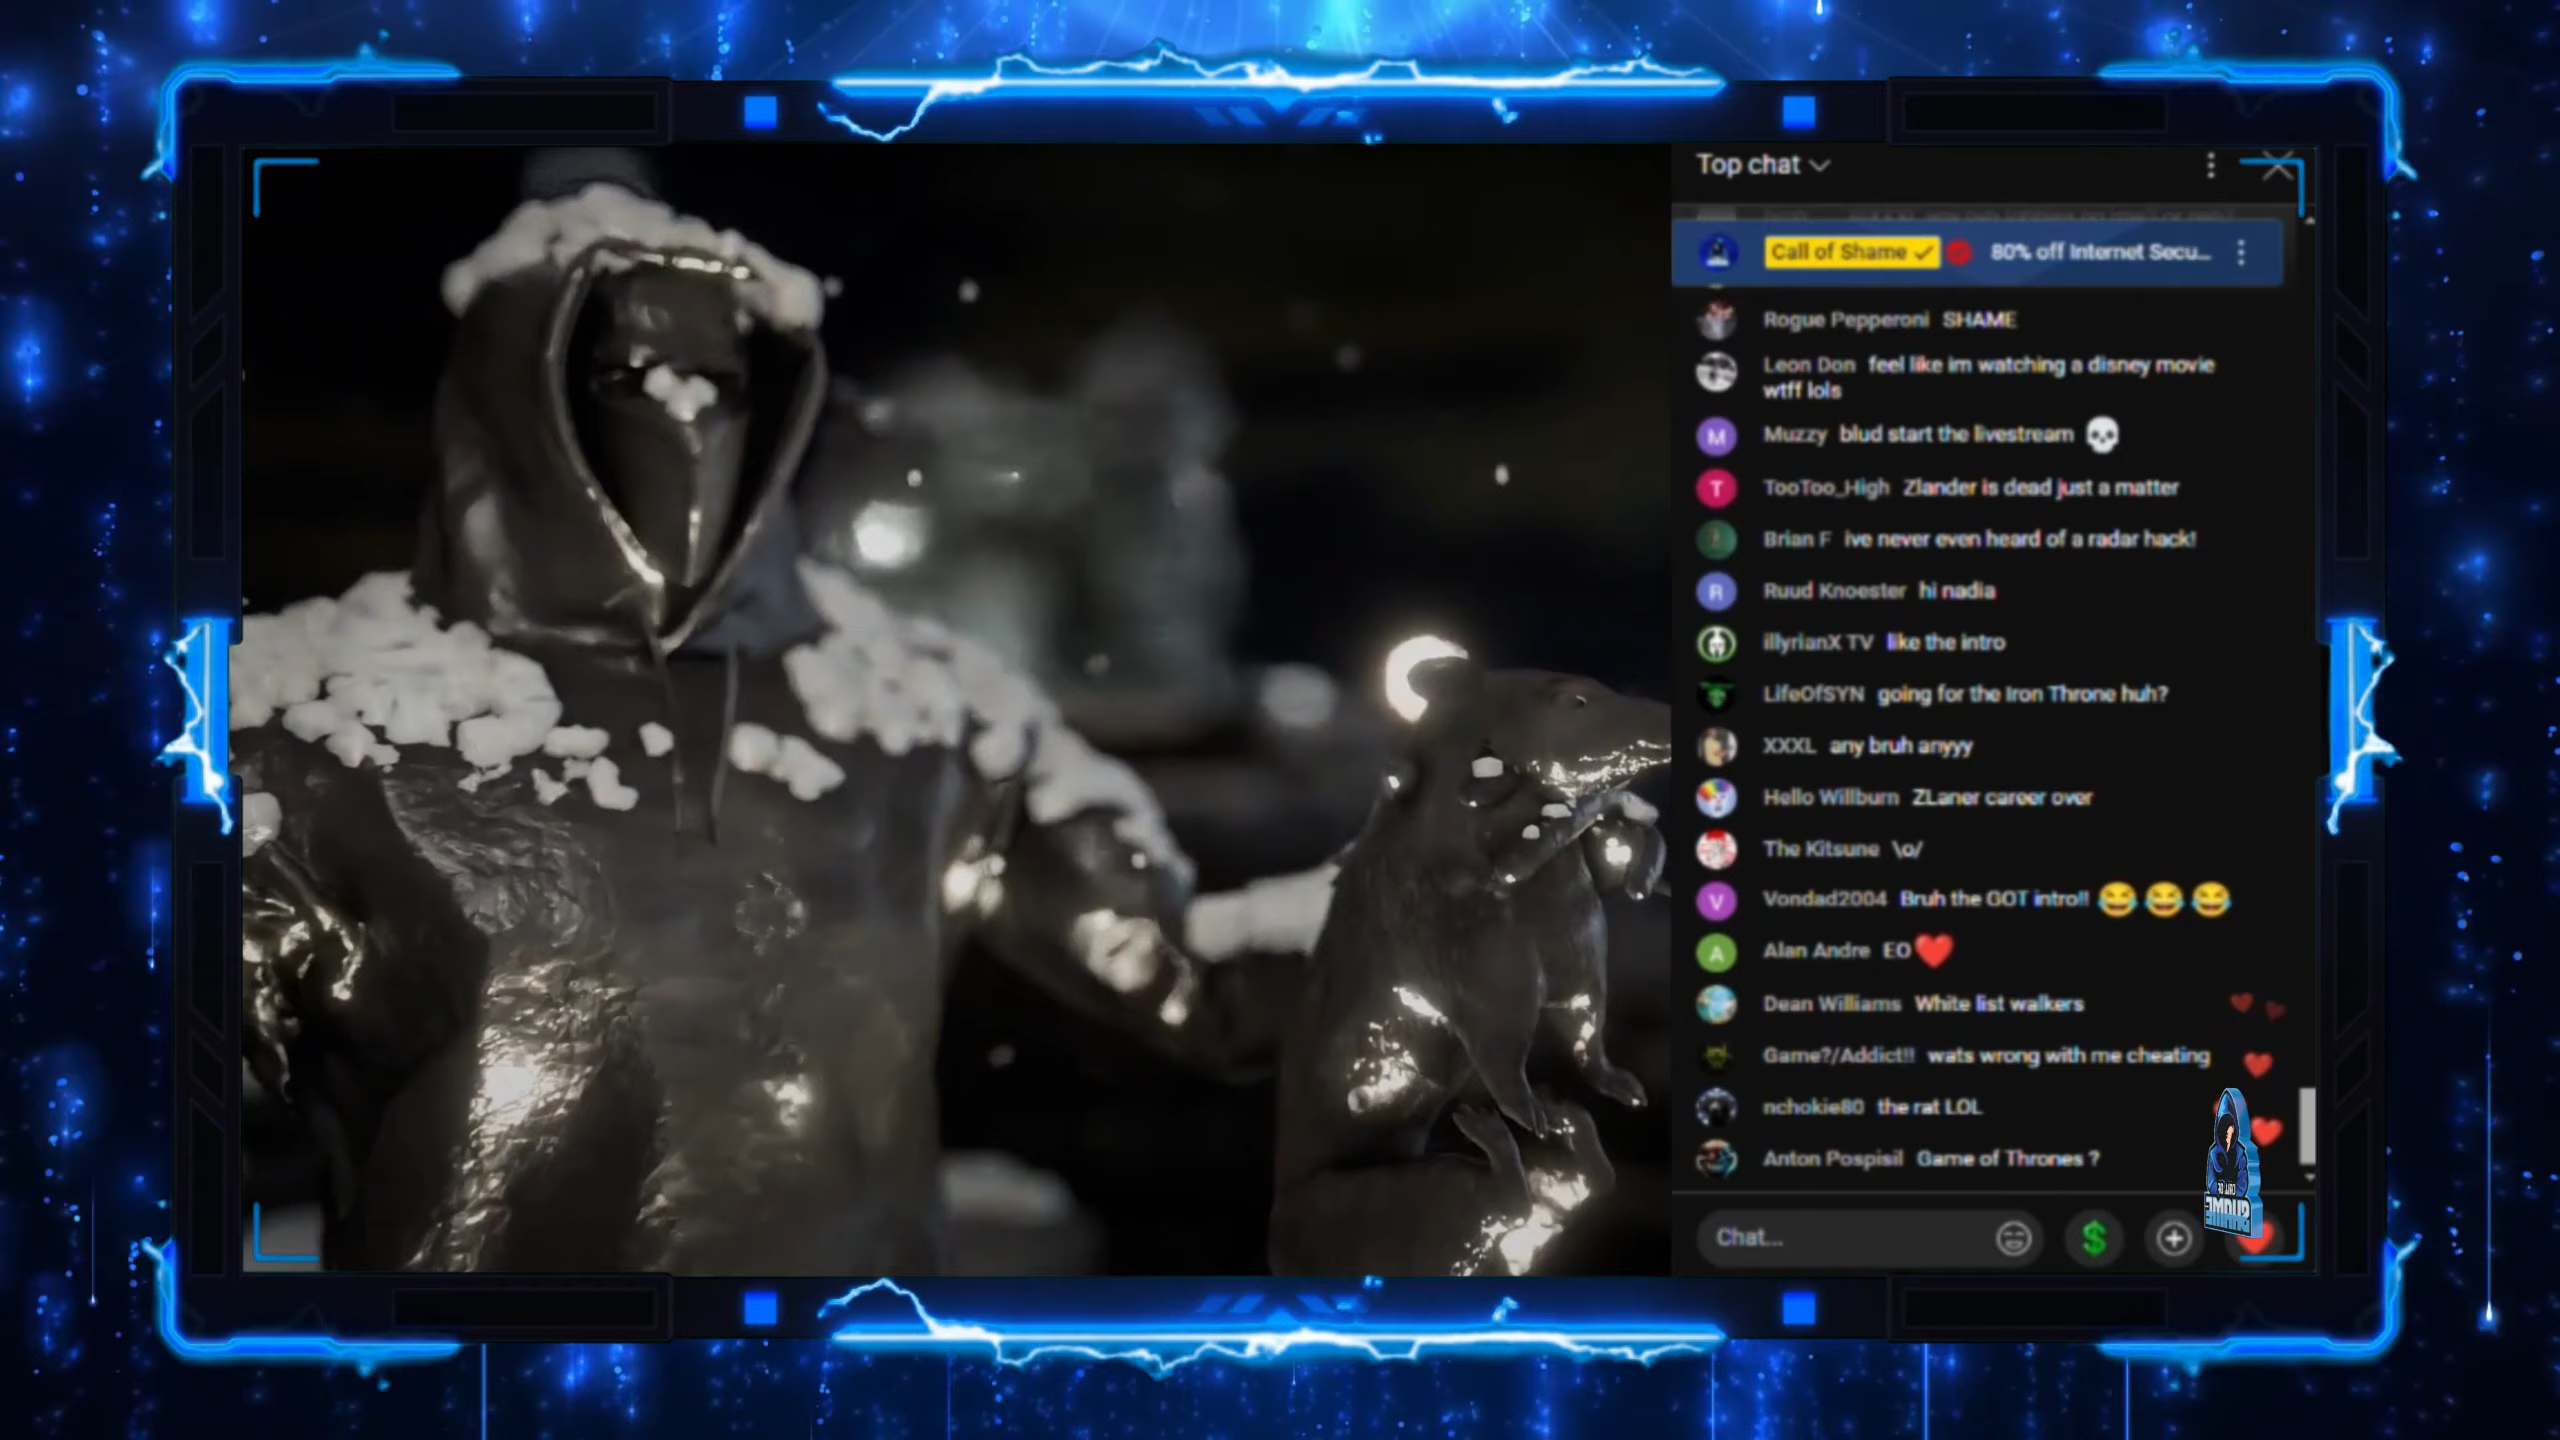 Top chat
Call of Shame 80% off Internet Secu...
Rogue Pepperoni SHAME
Leon Don feel like im watching a disney movie
wtff lols
M Muzzy blud start the livestream
T TooToo_High Zlander is dead just a matter
Brian F ive never even heard of a radar hack!
R Ruud Knoester hi nadia
illyrianX TV like the intro
LifeOfSYN going for the Iron Throne huh?
XXXL any bruh anyyy
Hello Willburn ZLaner career over
The Kitsune \o/
V Vondad2004 Bruh the GOT intro!!
A Alan Andre EO
Dean Williams White list walkers
Game?/Addict!! wats wrong with me cheating
nchokie80 the rat LOL
Anton Pospisil Game of Thrones ?
CALL OF
SHAME
Chat...